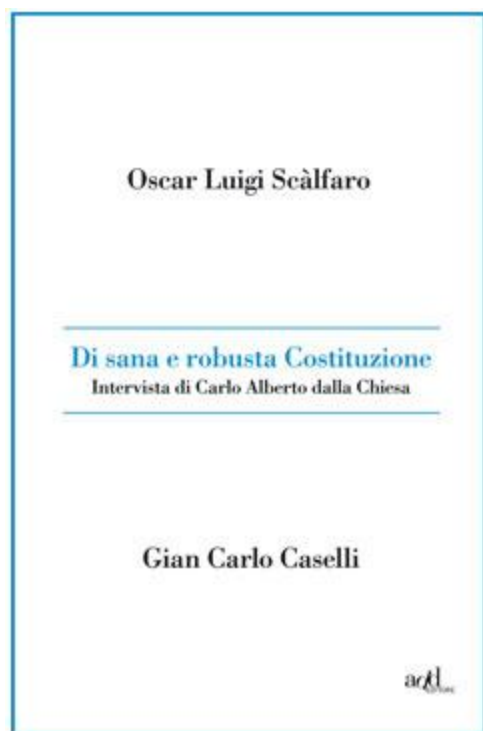 Oscar Luigi Scàlfaro
Di sana e robusta Costituzione
Intervista di Carlo Alberto dalla Chiesa
Gian Carlo Caselli
add